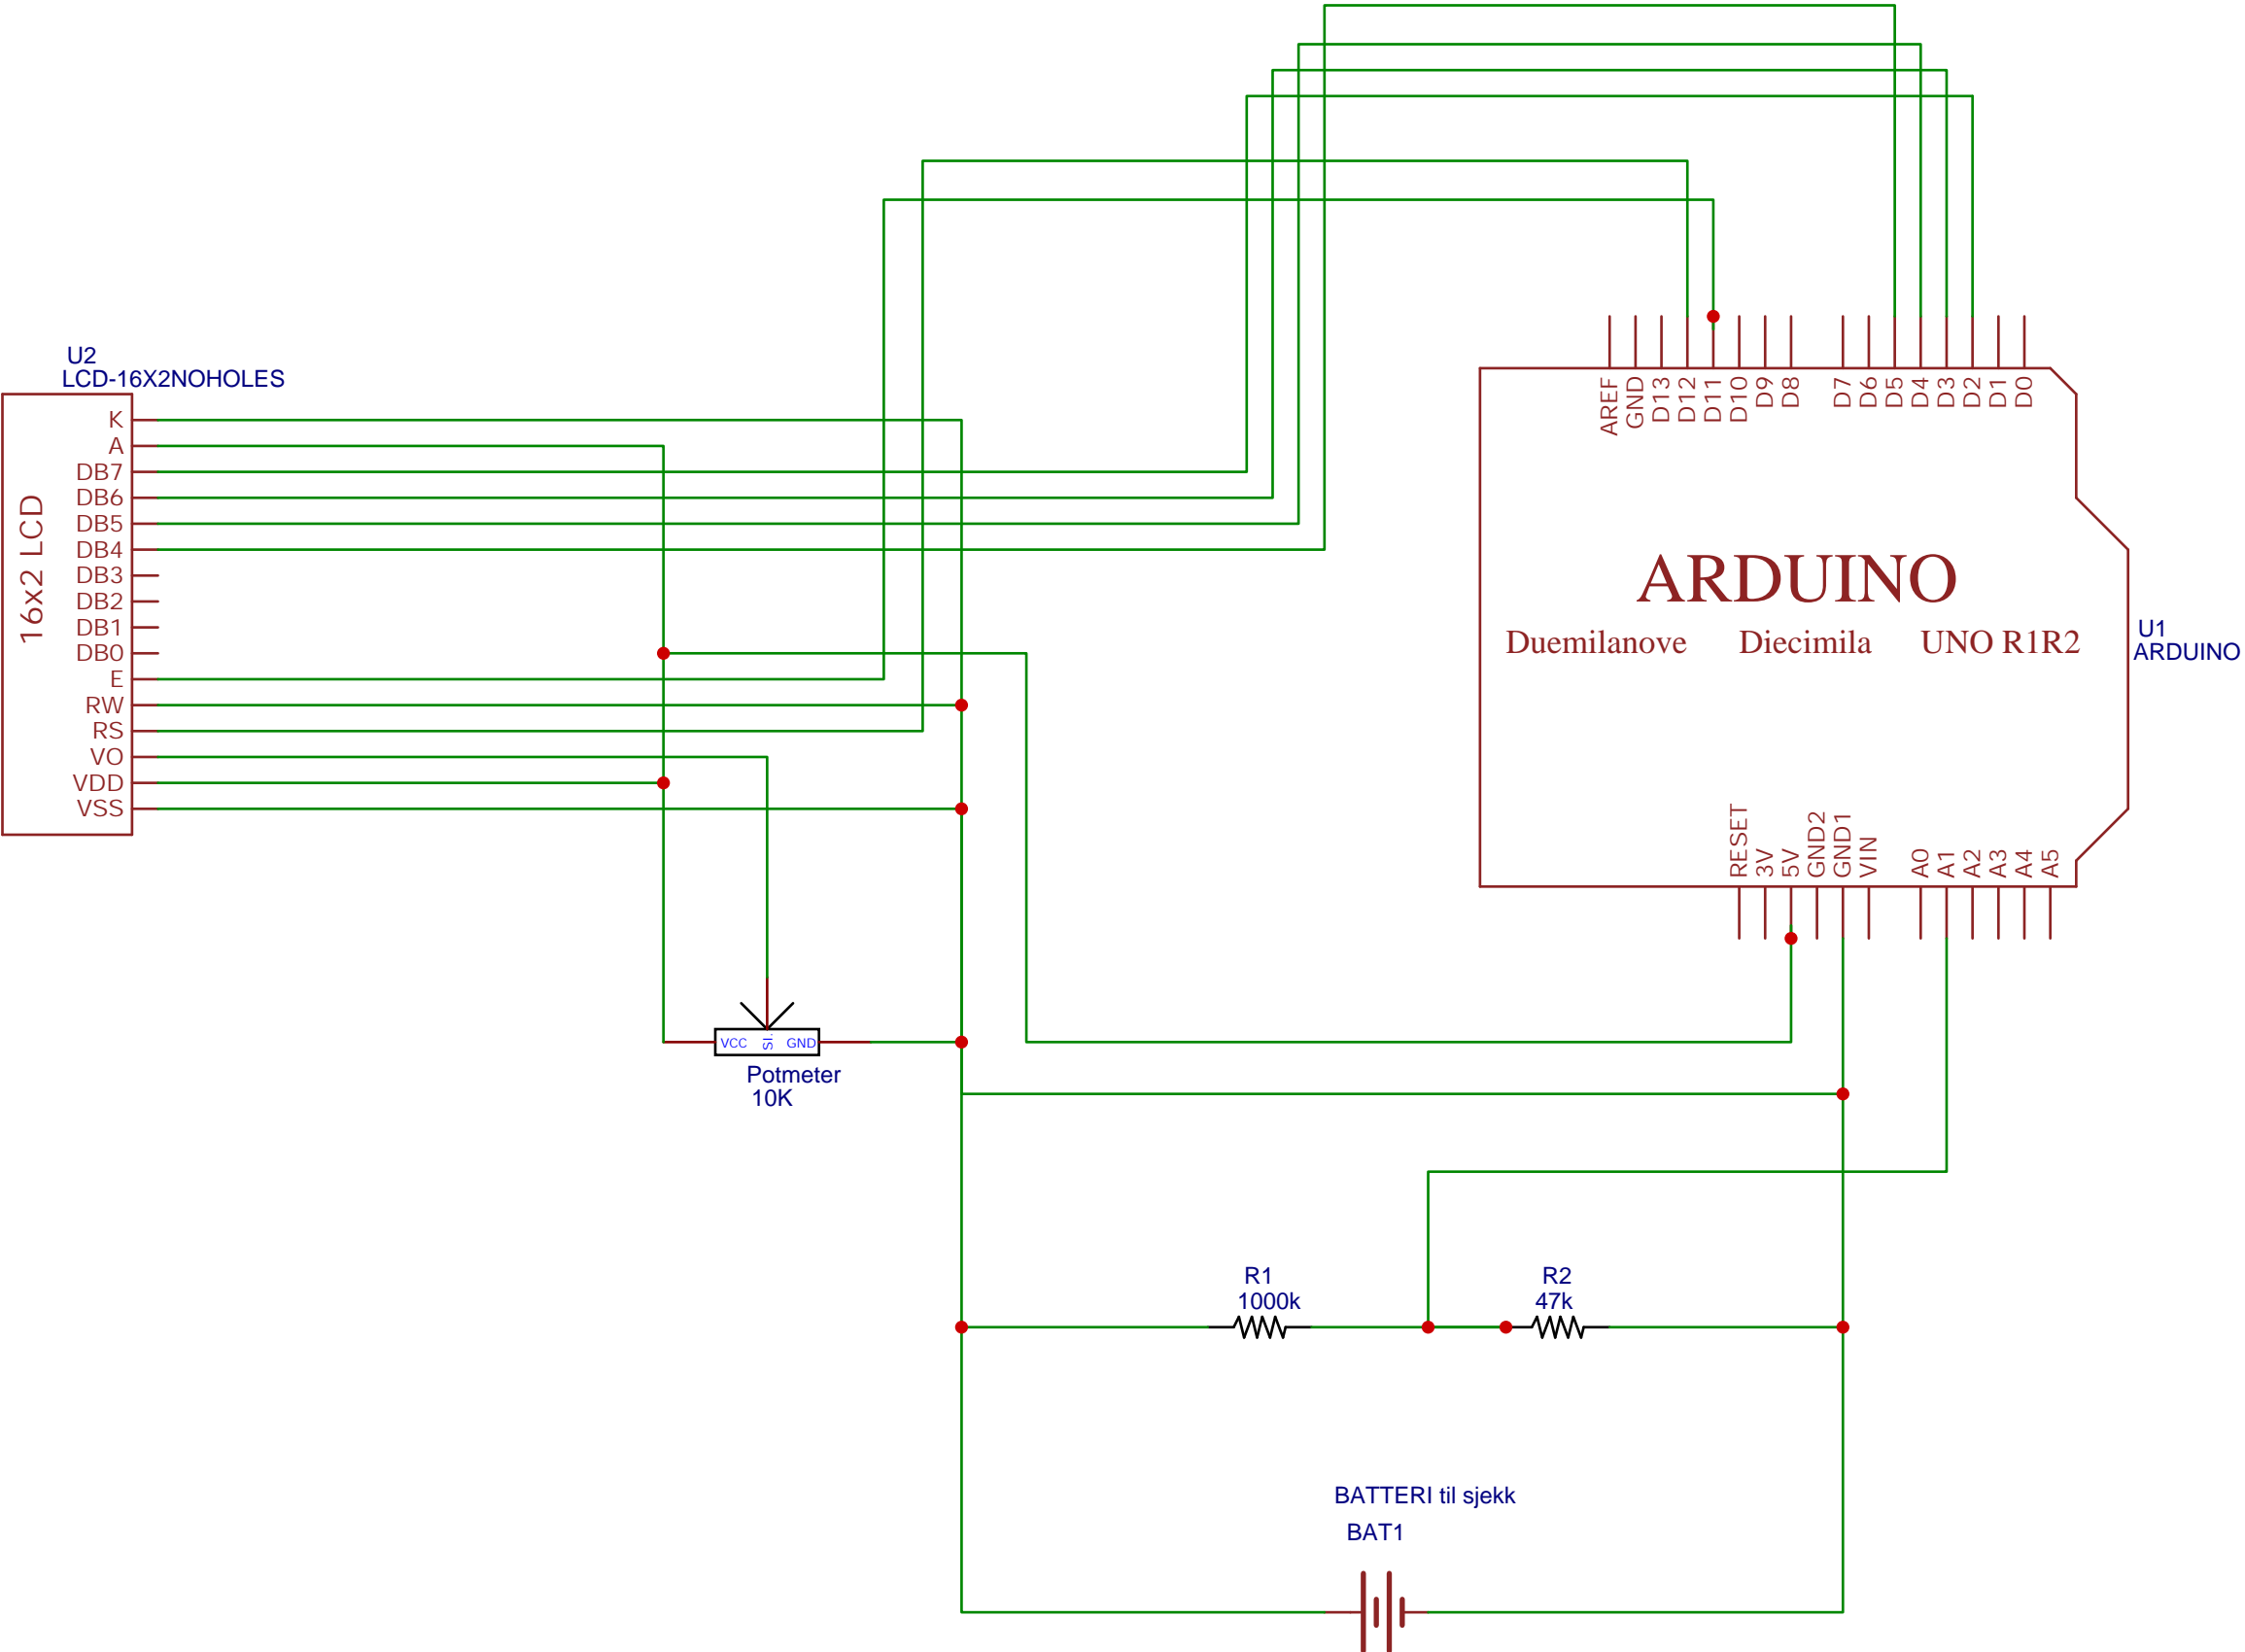 U2
LCD-16X2NOHOLES
16x2 LCD
K
A
DB7
DB6
DB5
DB4
DB3
DB2
DB1
DB0
E
RW
RS
VO
VDD
VSS
VCC
SI.
GND
Potmeter
10K
AREF
GND
D13
D12
D11
D10
D9
D8
D7
D6
D5
D4
D3
D2
D1
D0
ARDUINO
Duemilanove Diecimila UNO R1R2
U1
ARDUINO
RESET
3V
5V
GND2
GND1
VIN
A0
A1
A2
A3
A4
A5
R1
1000k
R2
47k
BATTERI til sjekk
BAT1